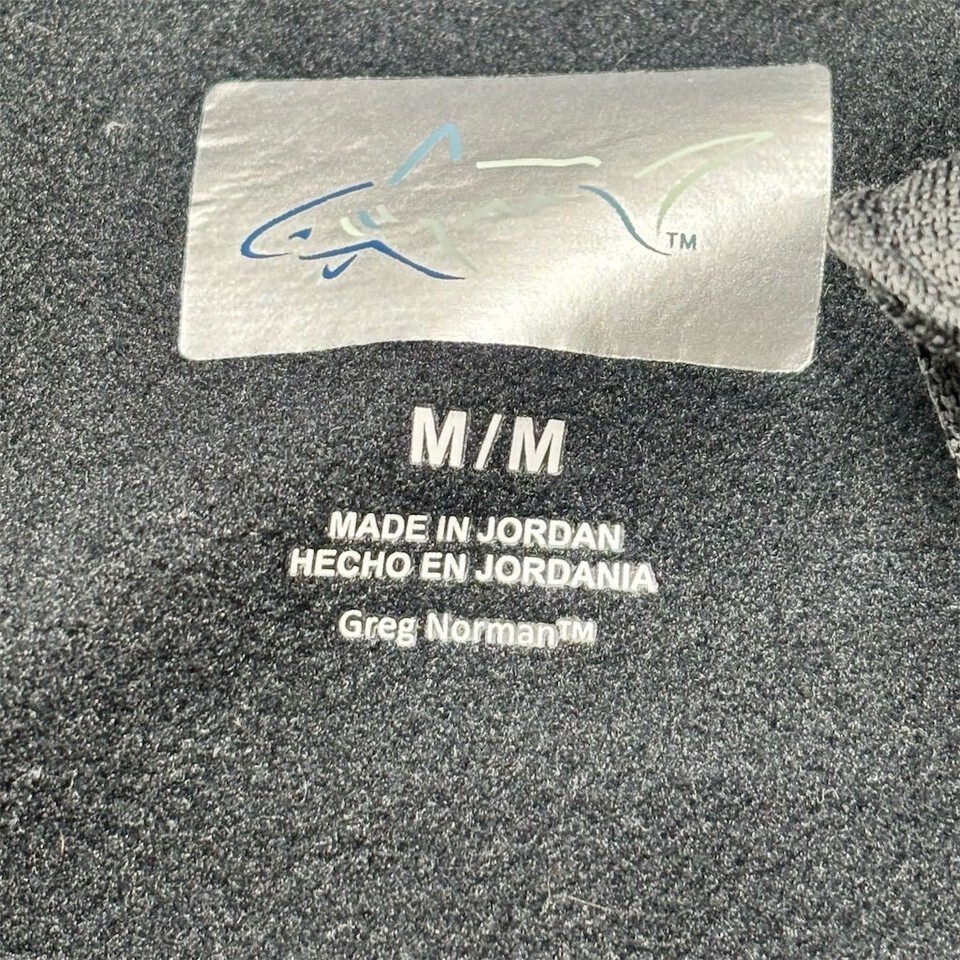 TM
M/M
MADE IN JORDAN
HECHO EN JORDANIA
Greg Norman™